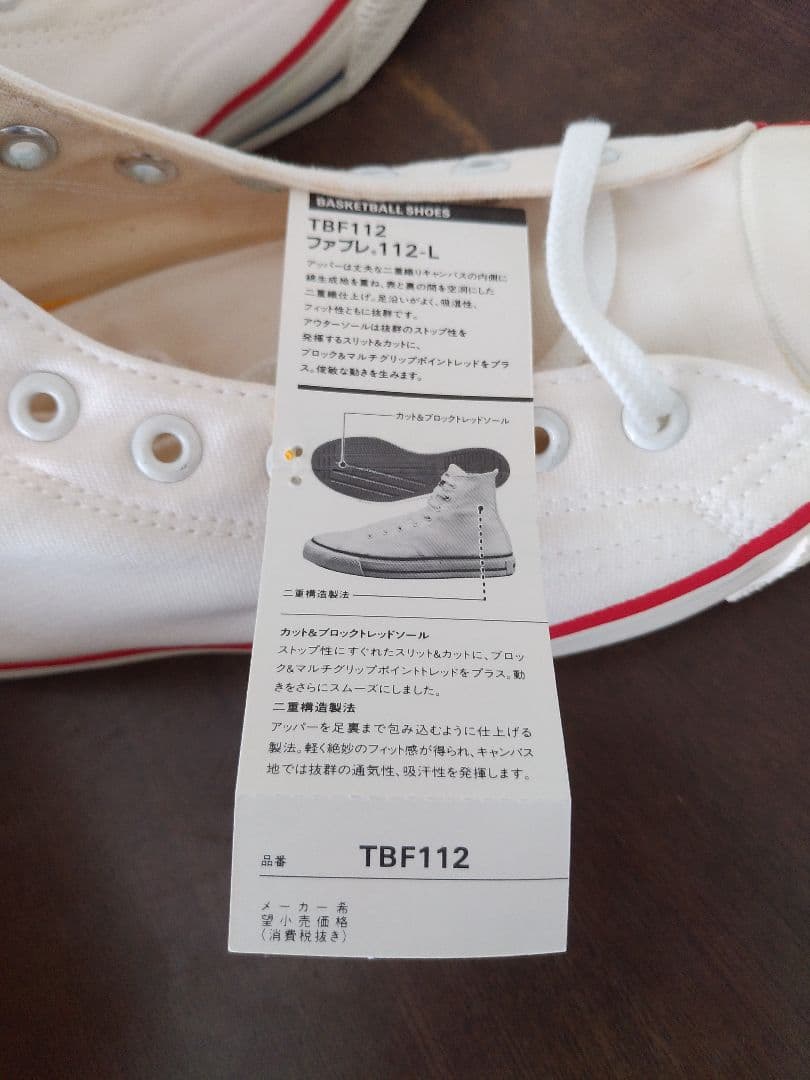 BASKETBALL SHOES
TBF112
ファブレ®112-L
アッパーは丈夫な二重織りキャンバスの内側に
綿生成地を重ね、表と裏の間を空洞にした
二重織仕上げ。足沿いがよく、吸湿性、
フィット性ともに抜群です。
アウターソールは抜群のストップ性を
発揮するスリット&カットに、
ブロック&マルチグリップポイントレッドをプラ
ス。俊敏な動きを生みます。
カット&ブロックトレッドソール
二重構造製法
カット&ブロックトレッドソール
ストップ性にすぐれたスリット&カットに、ブロッ
ク&マルチグリップポイントトレッドをプラス。動
きをさらにスムーズにしました。
二重構造製法
アッパーを足裏まで包み込むように仕上げる
製法。軽く絶妙のフィット感が得られ、キャンバス
地では抜群の通気性、吸汗性を発揮します。
品番 TBF112
メーカー希
望小売価格
(消費税抜き)